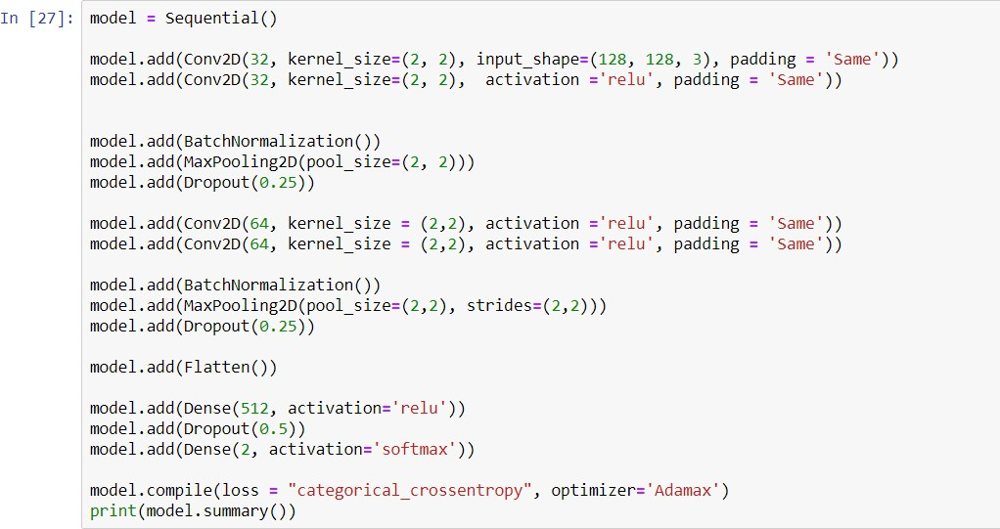 In [27]: model = Sequential()
model.add(Conv2D(32, kernel_size=(2, 2), input_shape=(128, 128, 3), padding = 'Same'))
model.add(Conv2D(32, kernel_size=(2, 2),  activation ='relu', padding = 'Same'))
model.add(BatchNormalization())
model.add(MaxPooling2D(pool_size=(2, 2)))
model.add(Dropout(0.25))
model.add(Conv2D(64, kernel_size = (2,2), activation ='relu', padding = 'Same'))
model.add(Conv2D(64, kernel_size = (2,2), activation ='relu', padding = 'Same'))
model.add(BatchNormalization())
model.add(MaxPooling2D(pool_size=(2,2), strides=(2,2)))
model.add(Dropout(0.25))
model.add(Flatten())
model.add(Dense(512, activation='relu'))
model.add(Dropout(0.5))
model.add(Dense(2, activation='softmax'))
model.compile(loss = "categorical_crossentropy", optimizer='Adamax')
print(model.summary())